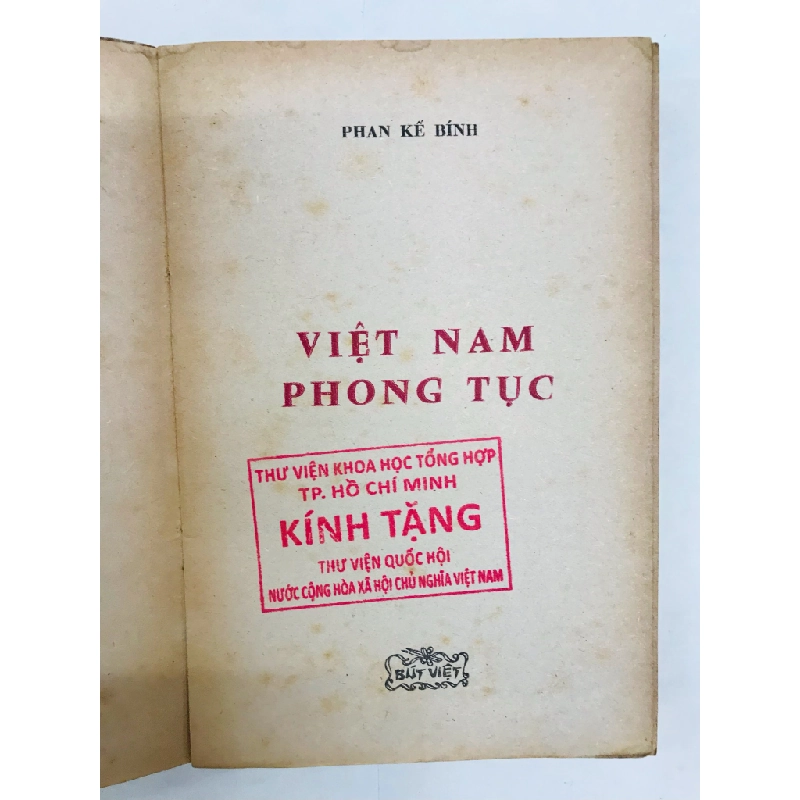 PHAN KẾ BÍNH
VIỆT NAM
PHONG TỤC
THƯ VIỆN KHOA HỌC TỔNG HỢP
TP. HỒ CHÍ MINH
KÍNH TẶNG
THƯ VIỆN QUỐC HỘI
NƯỚC CỘNG HÒA XÃ HỘI CHỦ NGHĨA VIỆT NAM
BÚT VIỆT